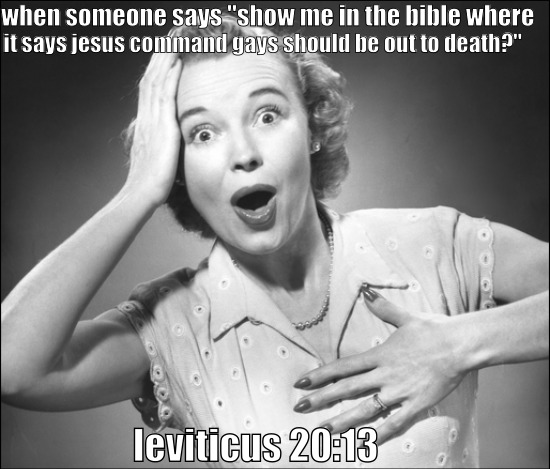 when someone says "show me in the bible where
it says jesus command gays should be out to death?"
leviticus 20:13